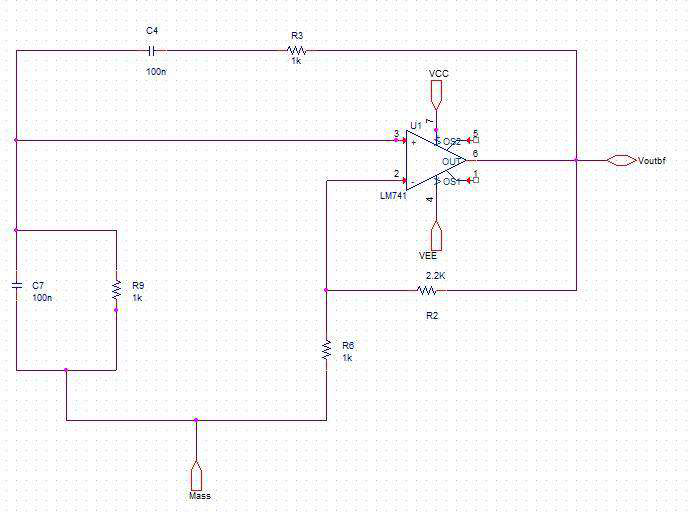 C4
100n
R3
1k
VCC
7
U1
3
+
OS2
5
OUT
6
2
-
OS1
1
LM741
4
VEE
Voutbf
2.2K
R2
C7
100n
R9
1k
R6
1k
Mass